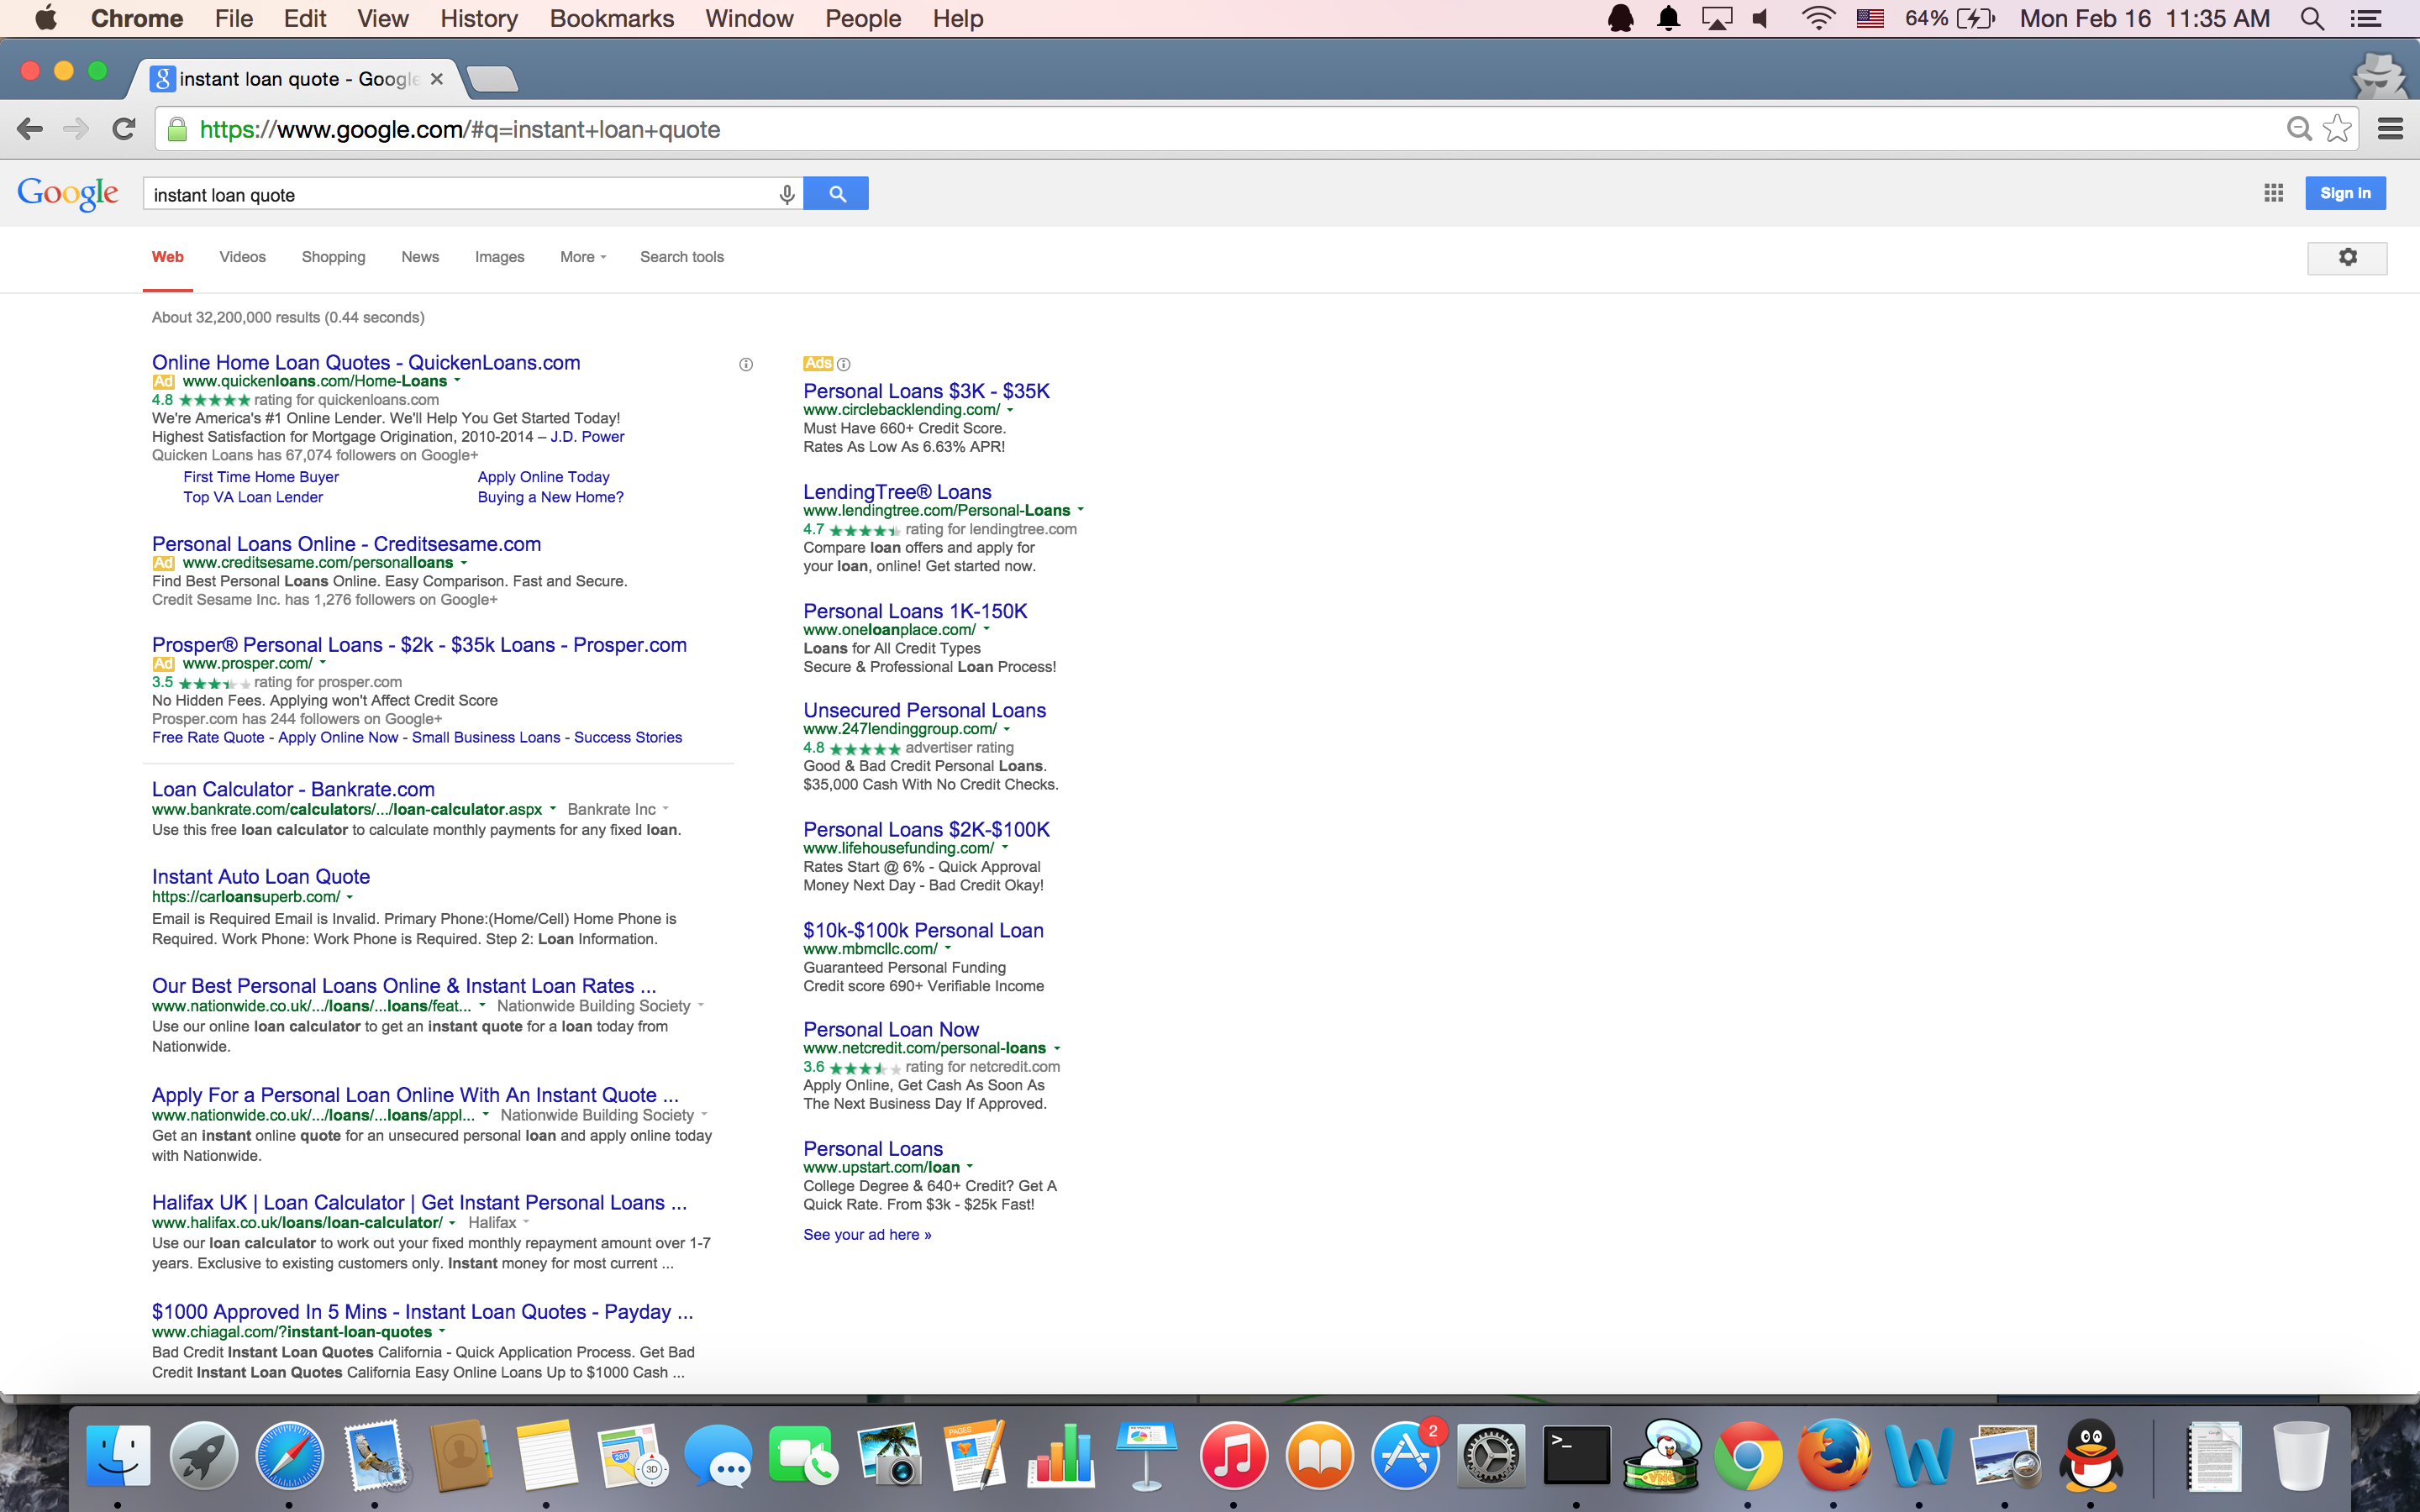 Chrome File Edit View History Bookmarks Window People Help 64% Mon Feb 16 11:35 AM
instant loan quote - Google
https://www.google.com/#q=instant+loan+quote
Google instant loan quote Sign in
Web Videos Shopping News Images More Search tools
About 32,200,000 results (0.44 seconds)
Online Home Loan Quotes - QuickenLoans.com
Ad www.quickenloans.com/Home-Loans
4.8 rating for quickenloans.com
We're America's #1 Online Lender. We'll Help You Get Started Today!
Highest Satisfaction for Mortgage Origination, 2010-2014 – J.D. Power
Quicken Loans has 67,074 followers on Google+
First Time Home Buyer Apply Online Today
Top VA Loan Lender Buying a New Home?
Personal Loans Online - Creditsesame.com
Ad www.creditsesame.com/personalloans
Find Best Personal Loans Online. Easy Comparison. Fast and Secure.
Credit Sesame Inc. has 1,276 followers on Google+
Prosper® Personal Loans - $2k - $35k Loans - Prosper.com
Ad www.prosper.com/
3.5 rating for prosper.com
No Hidden Fees. Applying won't Affect Credit Score
Prosper.com has 244 followers on Google+
Free Rate Quote - Apply Online Now - Small Business Loans - Success Stories
Loan Calculator - Bankrate.com
www.bankrate.com/calculators/.../loan-calculator.aspx Bankrate Inc
Use this free loan calculator to calculate monthly payments for any fixed loan.
Instant Auto Loan Quote
https://carloansuperb.com/
Email is Required Email is Invalid. Primary Phone:(Home/Cell) Home Phone is
Required. Work Phone: Work Phone is Required. Step 2: Loan Information.
Our Best Personal Loans Online & Instant Loan Rates ...
www.nationwide.co.uk/.../loans/...loans/feat... Nationwide Building Society
Use our online loan calculator to get an instant quote for a loan today from
Nationwide.
Apply For a Personal Loan Online With An Instant Quote ...
www.nationwide.co.uk/.../loans/...loans/appl... Nationwide Building Society
Get an instant online quote for an unsecured personal loan and apply online today
with Nationwide.
Halifax UK | Loan Calculator | Get Instant Personal Loans ...
www.halifax.co.uk/loans/loan-calculator/ Halifax
Use our loan calculator to work out your fixed monthly repayment amount over 1-7
years. Exclusive to existing customers only. Instant money for most current ...
$1000 Approved In 5 Mins - Instant Loan Quotes - Payday ...
www.chiagal.com/?instant-loan-quotes
Bad Credit Instant Loan Quotes California - Quick Application Process. Get Bad
Credit Instant Loan Quotes California Easy Online Loans Up to $1000 Cash ...
Ads
Personal Loans $3K - $35K
www.circlebacklending.com/
Must Have 660+ Credit Score.
Rates As Low As 6.63% APR!
LendingTree® Loans
www.lendingtree.com/Personal-Loans
4.7 rating for lendingtree.com
Compare loan offers and apply for
your loan, online! Get started now.
Personal Loans 1K-150K
www.oneloanplace.com/
Loans for All Credit Types
Secure & Professional Loan Process!
Unsecured Personal Loans
www.247lendinggroup.com/
4.8 advertiser rating
Good & Bad Credit Personal Loans.
$35,000 Cash With No Credit Checks.
Personal Loans $2K-$100K
www.lifehousefunding.com/
Rates Start @ 6% - Quick Approval
Money Next Day - Bad Credit Okay!
$10k-$100k Personal Loan
www.mbmcllc.com/
Guaranteed Personal Funding
Credit score 690+ Verifiable Income
Personal Loan Now
www.netcredit.com/personal-loans
3.6 rating for netcredit.com
Apply Online, Get Cash As Soon As
The Next Business Day If Approved.
Personal Loans
www.upstart.com/loan
College Degree & 640+ Credit? Get A
Quick Rate. From $3k - $25k Fast!
See your ad here »
280
3D
PAGES
2
>_